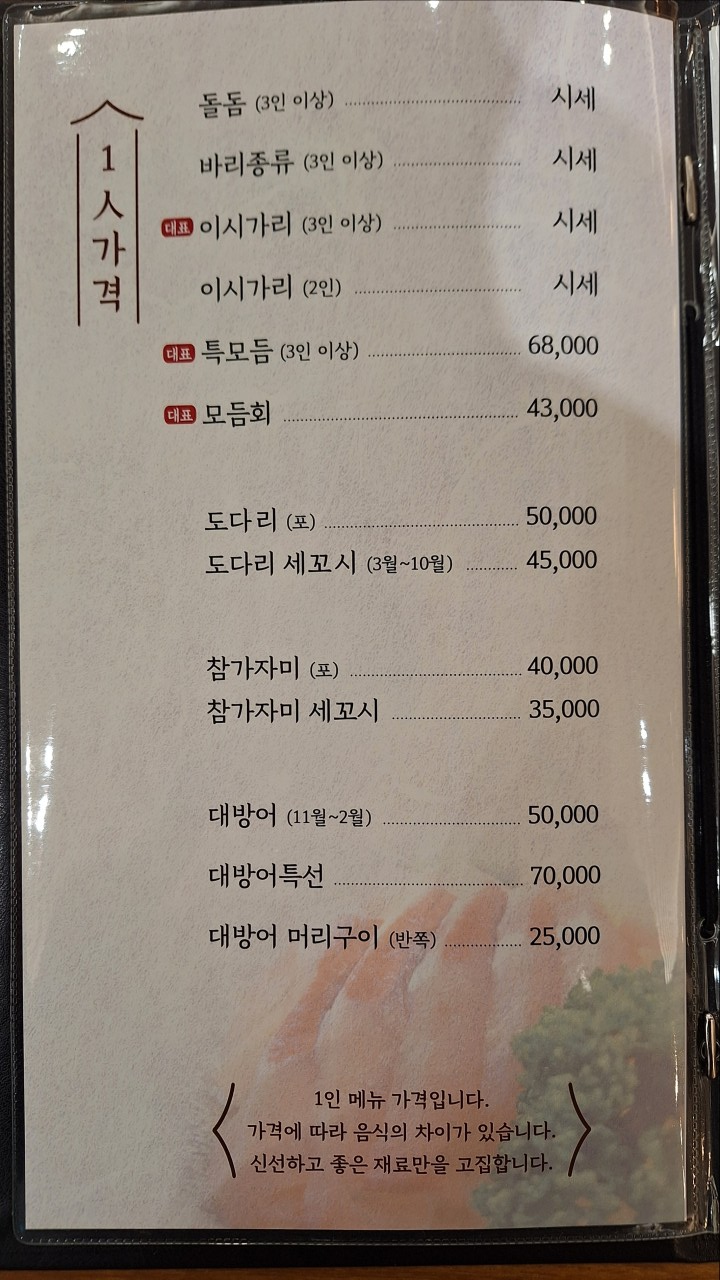 1人가격
돌돔 (3인 이상) 시세
바리종류 (3인 이상) 시세
대표 이시가리 (3인 이상) 시세
이시가리 (2인) 시세
대표 특모듬 (3인 이상) 68,000
대표 모듬회 43,000
도다리 (포) 50,000
도다리 세꼬시 (3월~10월) 45,000
참가자미 (포) 40,000
참가자미 세꼬시 35,000
대방어 (11월~2월) 50,000
대방어특선 70,000
대방어 머리구이 (반쪽) 25,000
1인 메뉴 가격입니다.
가격에 따라 음식의 차이가 있습니다.
신선하고 좋은 재료만을 고집합니다.